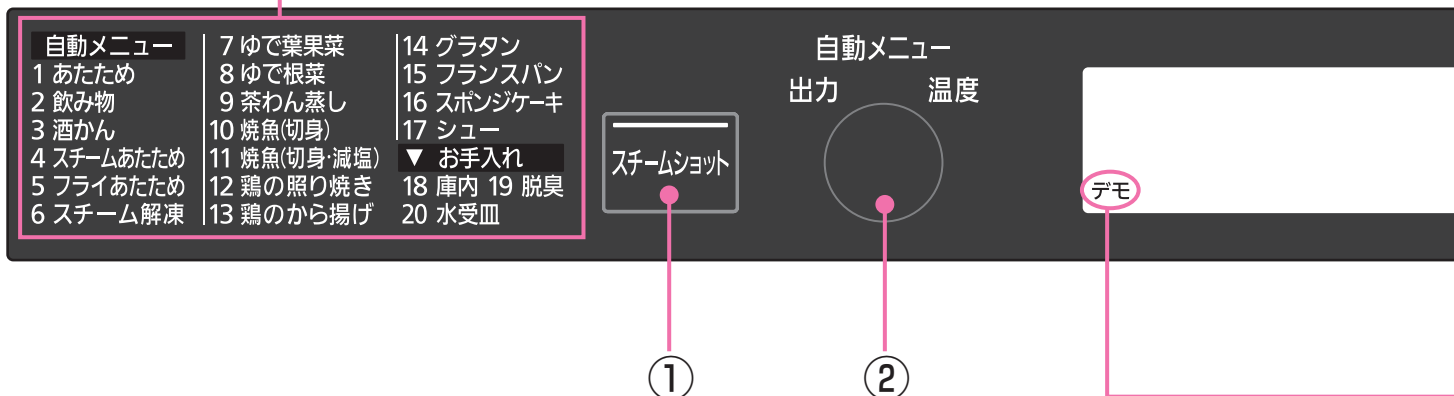 自動メニュー
1 あたため
2 飲み物
3 酒かん
4 スチームあたため
5 フライあたため
6 スチーム解凍
7 ゆで葉果菜
8 ゆで根菜
9 茶わん蒸し
10 焼魚(切身)
11 焼魚(切身・減塩)
12 鶏の照り焼き
13 鶏のから揚げ
14 グラタン
15 フランスパン
16 スポンジケーキ
17 シュー
▼ お手入れ
18 庫内 19 脱臭
20 水受皿
スチームショット
自動メニュー
出力 温度
デモ
① ②